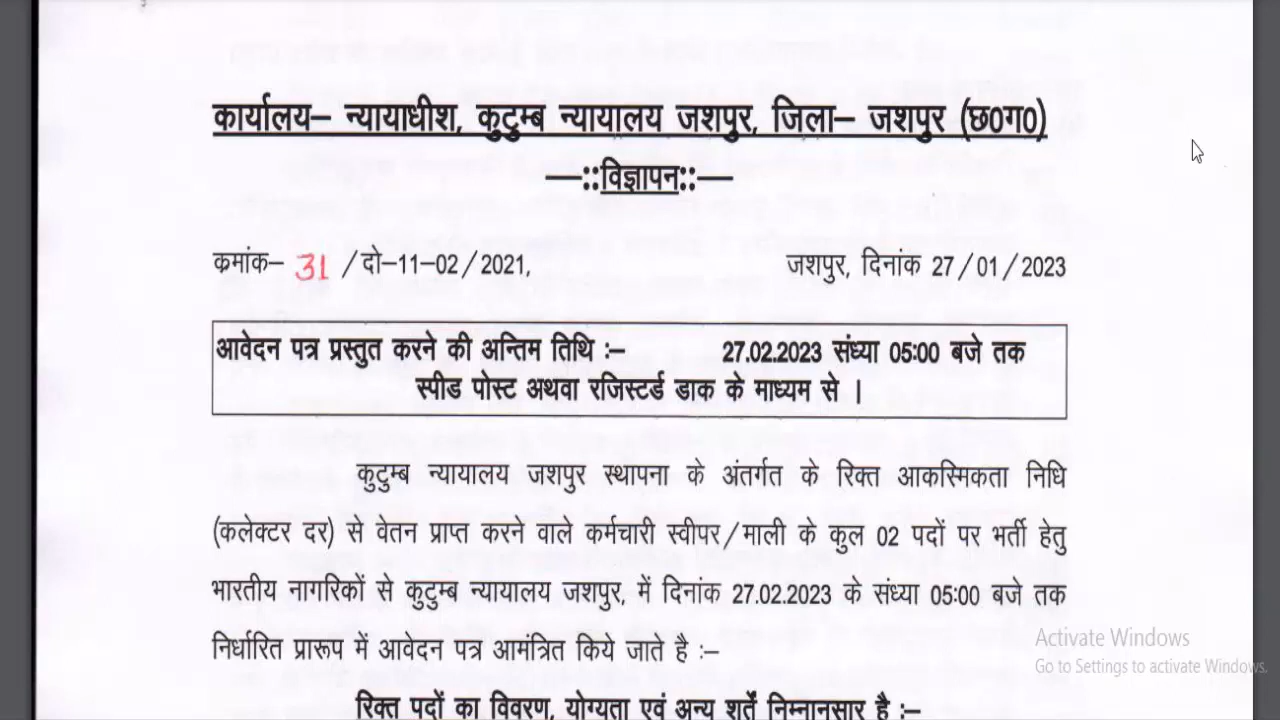 कार्यालय– न्यायाधीश, कुटुम्ब न्यायालय जशपुर, जिला– जशपुर (छ0ग0)
—::विज्ञापन::—
कमांक– 31 /दो–11–02/2021, जशपुर, दिनांक 27/01/2023
आवेदन पत्र प्रस्तुत करने की अन्तिम तिथि :– 27.02.2023 संध्या 05:00 बजे तक
स्पीड पोस्ट अथवा रजिस्टर्ड डाक के माध्यम से ।
कुटुम्ब न्यायालय जशपुर स्थापना के अंतर्गत के रिक्त आकस्मिकता निधि
(कलेक्टर दर) से वेतन प्राप्त करने वाले कर्मचारी स्वीपर/माली के कुल 02 पदों पर भर्ती हेतु
भारतीय नागरिकों से कुटुम्ब न्यायालय जशपुर, में दिनांक 27.02.2023 के संध्या 05:00 बजे तक
निर्धारित प्रारूप में आवेदन पत्र आमंत्रित किये जाते है :–
Activate Windows
Go to Settings to activate Windows.
रिक्त पदों का विवरण, योग्यता एवं अन्य शर्तें निम्नानुसार है :–